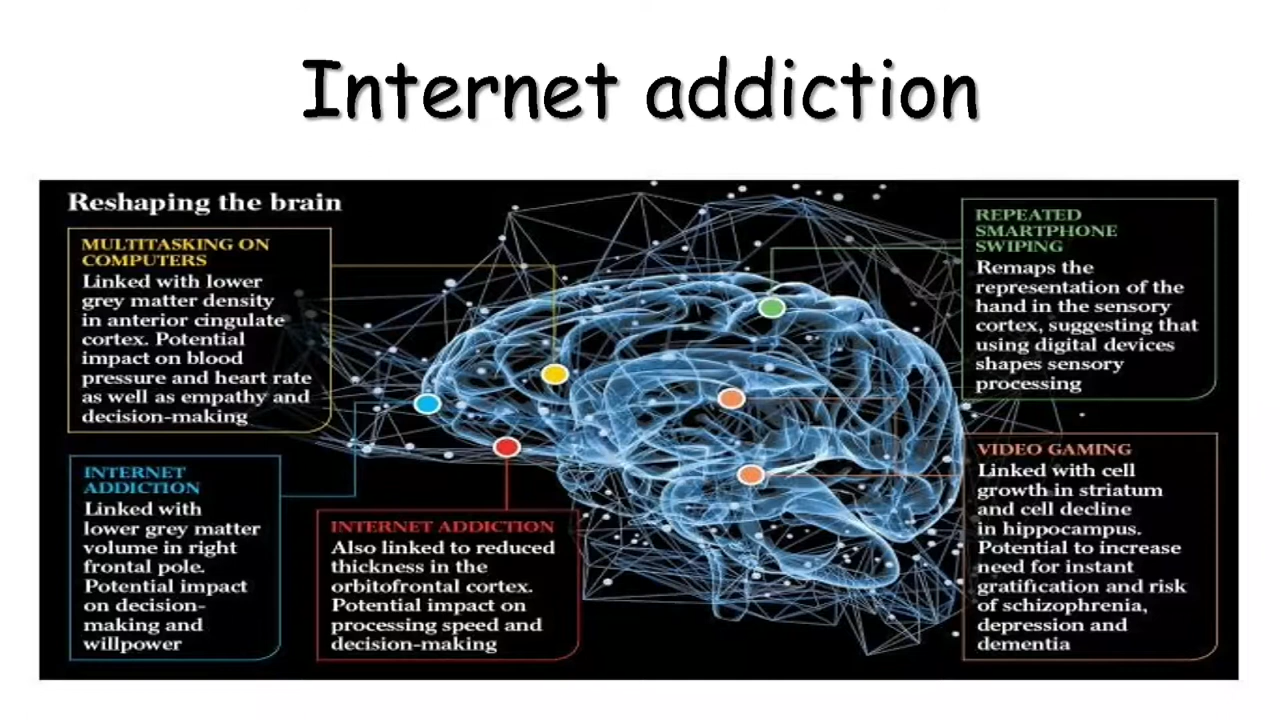 Internet addiction
Reshaping the brain
MULTITASKING ON
COMPUTERS
Linked with lower
grey matter density
in anterior cingulate
cortex. Potential
impact on blood
pressure and heart rate
as well as empathy and
decision-making
INTERNET
ADDICTION
Linked with
lower grey matter
volume in right
frontal pole.
Potential impact
on decision-
making and
willpower
INTERNET ADDICTION
Also linked to reduced
thickness in the
orbitofrontal cortex.
Potential impact on
processing speed and
decision-making
REPEATED
SMARTPHONE
SWIPING
Remaps the
representation of the
hand in the sensory
cortex, suggesting that
using digital devices
shapes sensory
processing
VIDEO GAMING
Linked with cell
growth in striatum
and cell decline
in hippocampus.
Potential to increase
need for instant
gratification and risk
of schizophrenia,
depression and
dementia